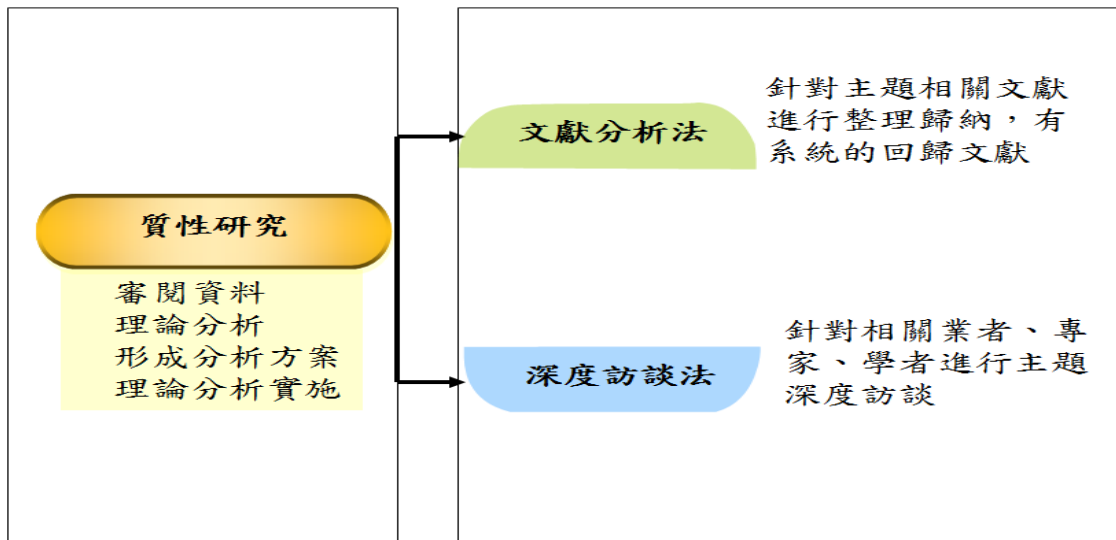 質性研究
審閱資料
理論分析
形成分析方案
理論分析實施
文獻分析法
針對主題相關文獻
進行整理歸納，有
系統的回歸文獻
深度訪談法
針對相關業者、專
家、學者進行主題
深度訪談